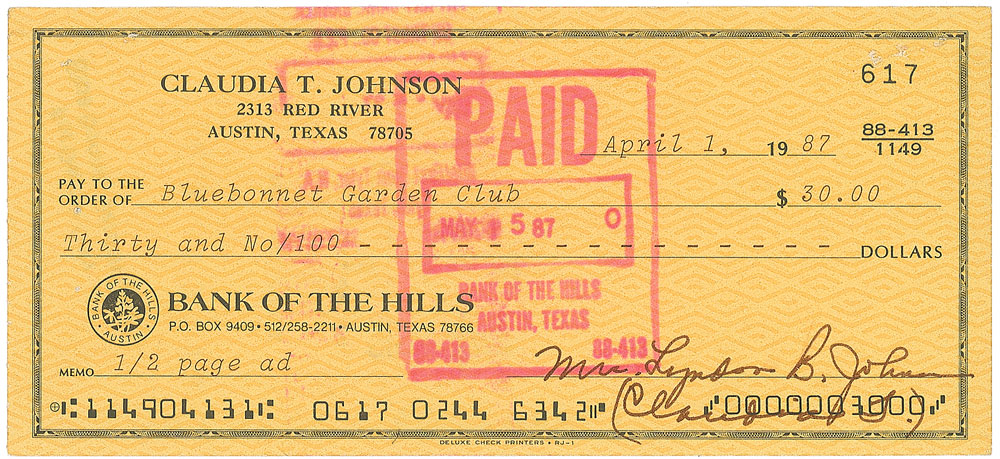 CLAUDIA T. JOHNSON
2313 RED RIVER
AUSTIN, TEXAS 78705
617
88-413
1149
PAID
April 1, 19 87
PAY TO THE
ORDER OF Bluebonnet Garden Club $ 30.00
MAY 5 87 0
Thirty and No/100 - - - - - - - - - - - - - - - - DOLLARS
BANK OF THE HILLS
AUSTIN
BANK OF THE HILLS
P.O. BOX 9409 • 512/258-2211 • AUSTIN, TEXAS 78766
BANK OF THE HILLS
AUSTIN, TEXAS
88-413 88-413
MEMO 1/2 page ad
Mrs. Lyndon B. Johnson
(Claudia T.)
⑆114904131⑆ 0617 0244 6342⑈ ⑈0000003000⑈
DELUXE CHECK PRINTERS • RJ-1